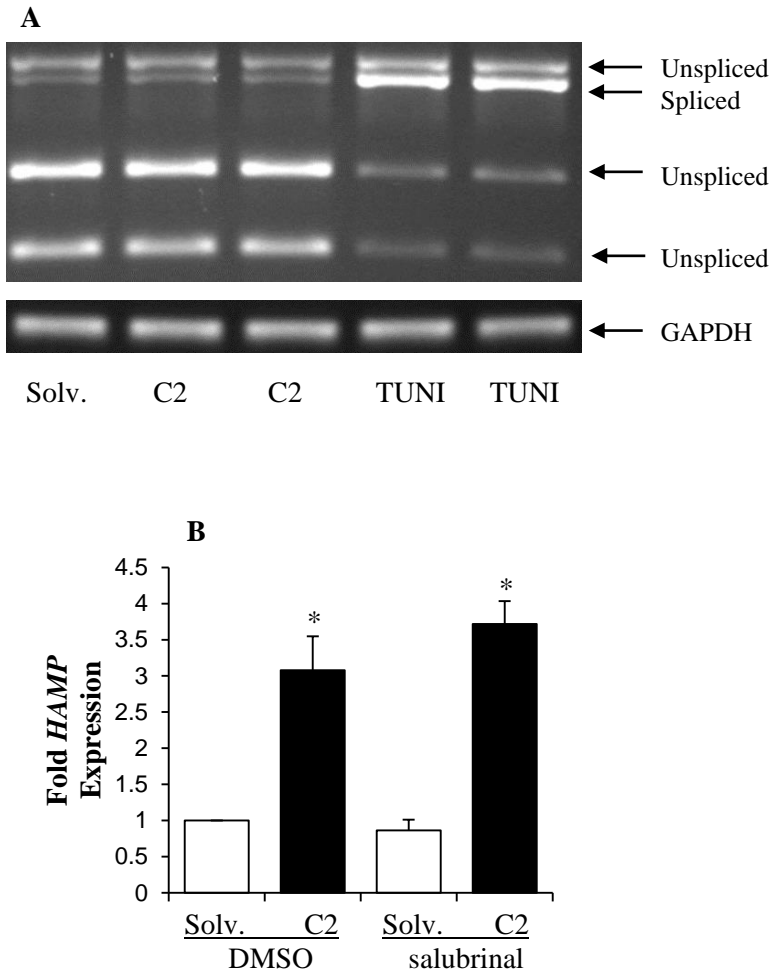 A
Unspliced
Spliced
Unspliced
Unspliced
GAPDH
Solv. C2 C2 TUNI TUNI
B
Fold HAMP
Expression
4.5
4
3.5
3
2.5
2
1.5
1
0.5
0
*
*
Solv. C2 Solv. C2
DMSO salubrinal